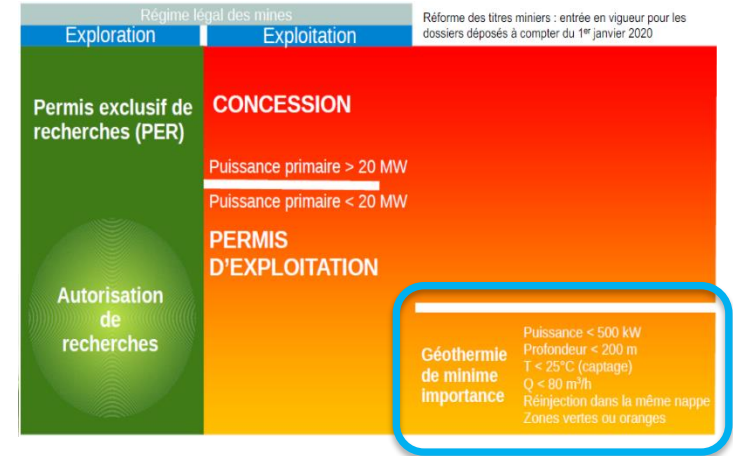 Régime légal des mines
Exploration
Exploitation
Réforme des titres miniers : entrée en vigueur pour les
dossiers déposés à compter du 1er janvier 2020
Permis exclusif de
recherches (PER)
CONCESSION
Puissance primaire > 20 MW
Puissance primaire < 20 MW
PERMIS
D'EXPLOITATION
Autorisation
de
recherches
Géothermie
de minime
importance
Puissance < 500 kW
Profondeur < 200 m
T < 25°C (captage)
Q < 80 m³/h
Réinjection dans la même nappe
Zones vertes ou oranges